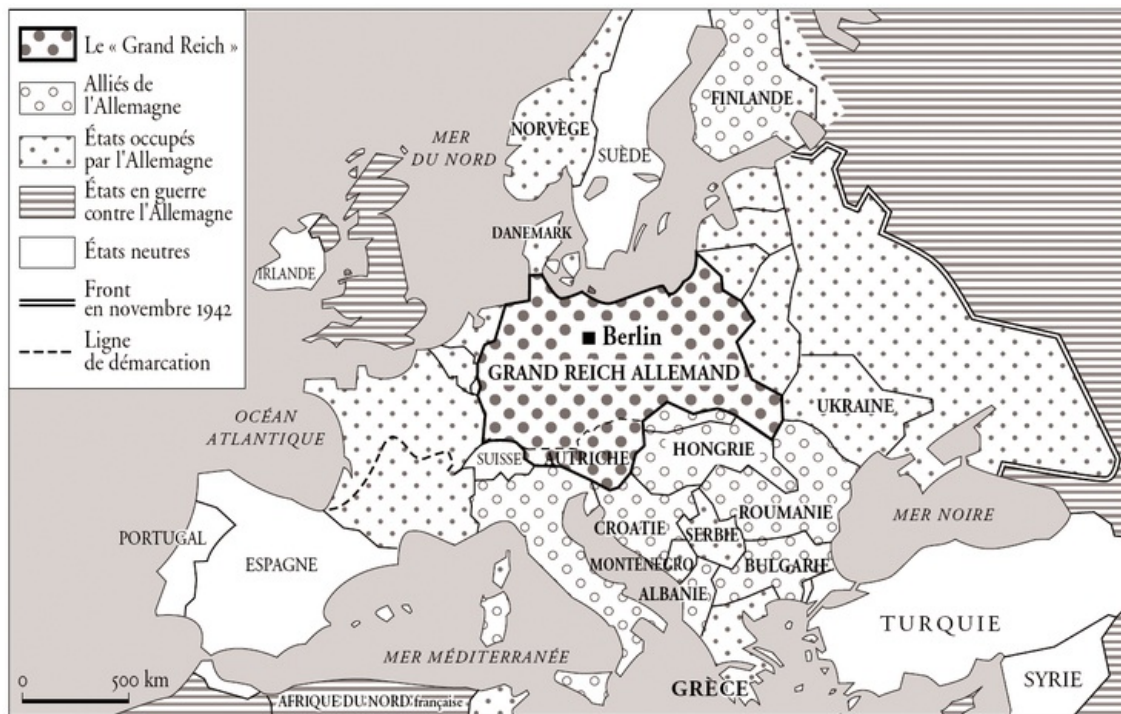 Le « Grand Reich »
Alliés de
l'Allemagne
États occupés
par l'Allemagne
États en guerre
contre l'Allemagne
États neutres
Front
en novembre 1942
Ligne
de démarcation
FINLANDE
NORVÈGE
MER
DU NORD
SUÈDE
DANEMARK
IRLANDE
Berlin
GRAND REICH ALLEMAND
UKRAINE
OCÉAN
ATLANTIQUE
HONGRIE
SUISSE
AUTRICHE
ROUMANIE
MER NOIRE
CROATIE
SERBIE
PORTUGAL
ESPAGNE
MONTÉNÉGRO
BULGARIE
ALBANIE
TURQUIE
MER MÉDITERRANÉE
GRÈCE
SYRIE
0 500 km
AFRIQUE DU NORD française